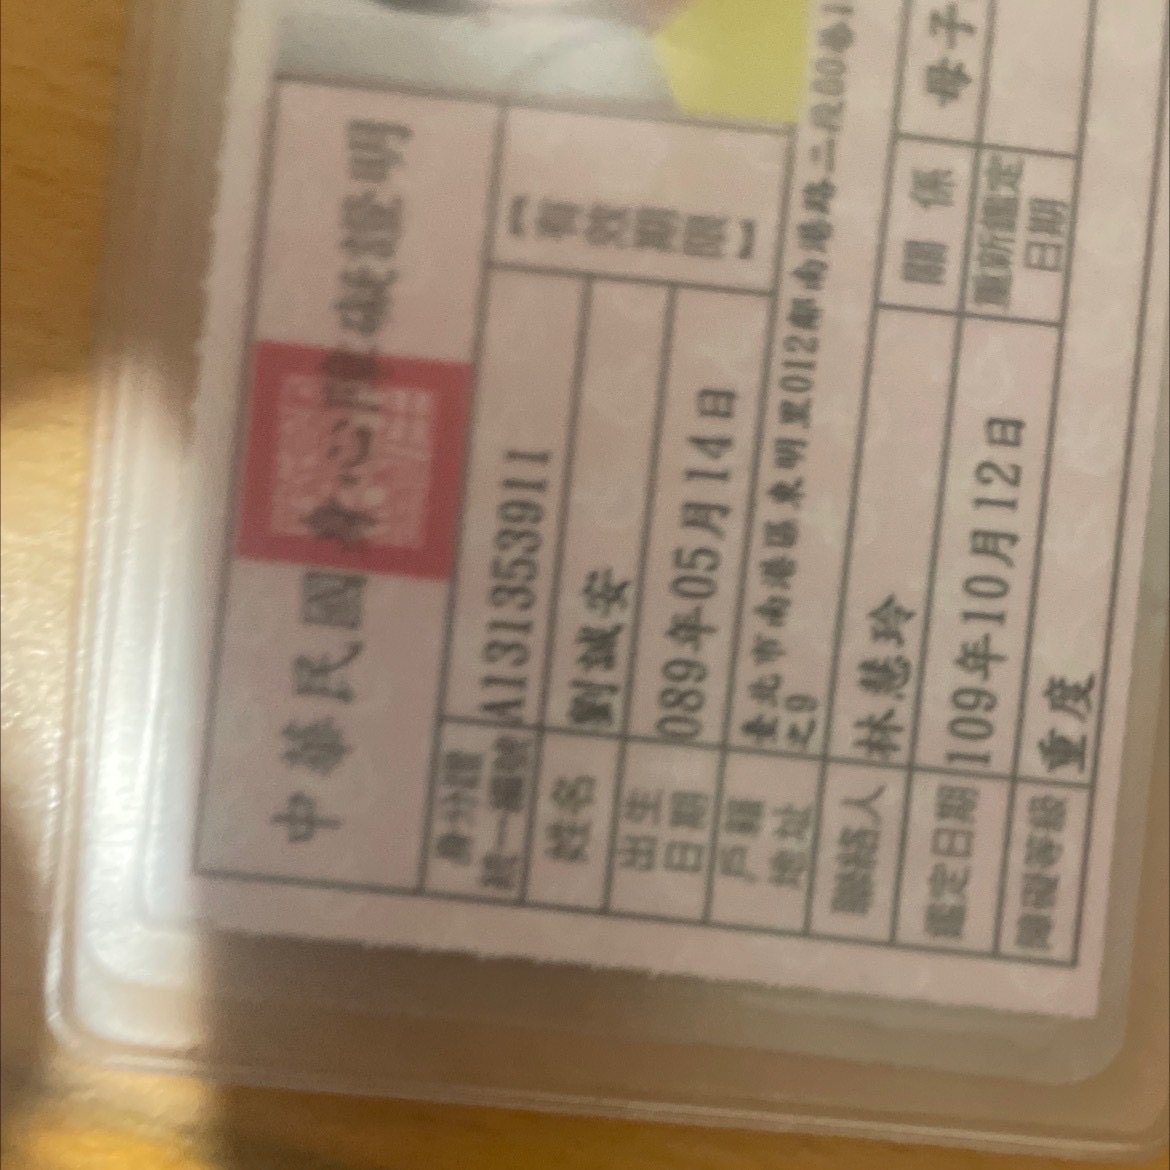 中華民國身心障礙證明
身分證統一編號 A131353911
姓名 劉誠安
【有效期限】
出生日期 089年05月14日
戶籍地址 臺北市南港區東明里012鄰南港路二段
之9
聯絡人 林慧玲 關係 母子
鑑定日期 109年10月12日 重新鑑定日期
障礙等級 重度